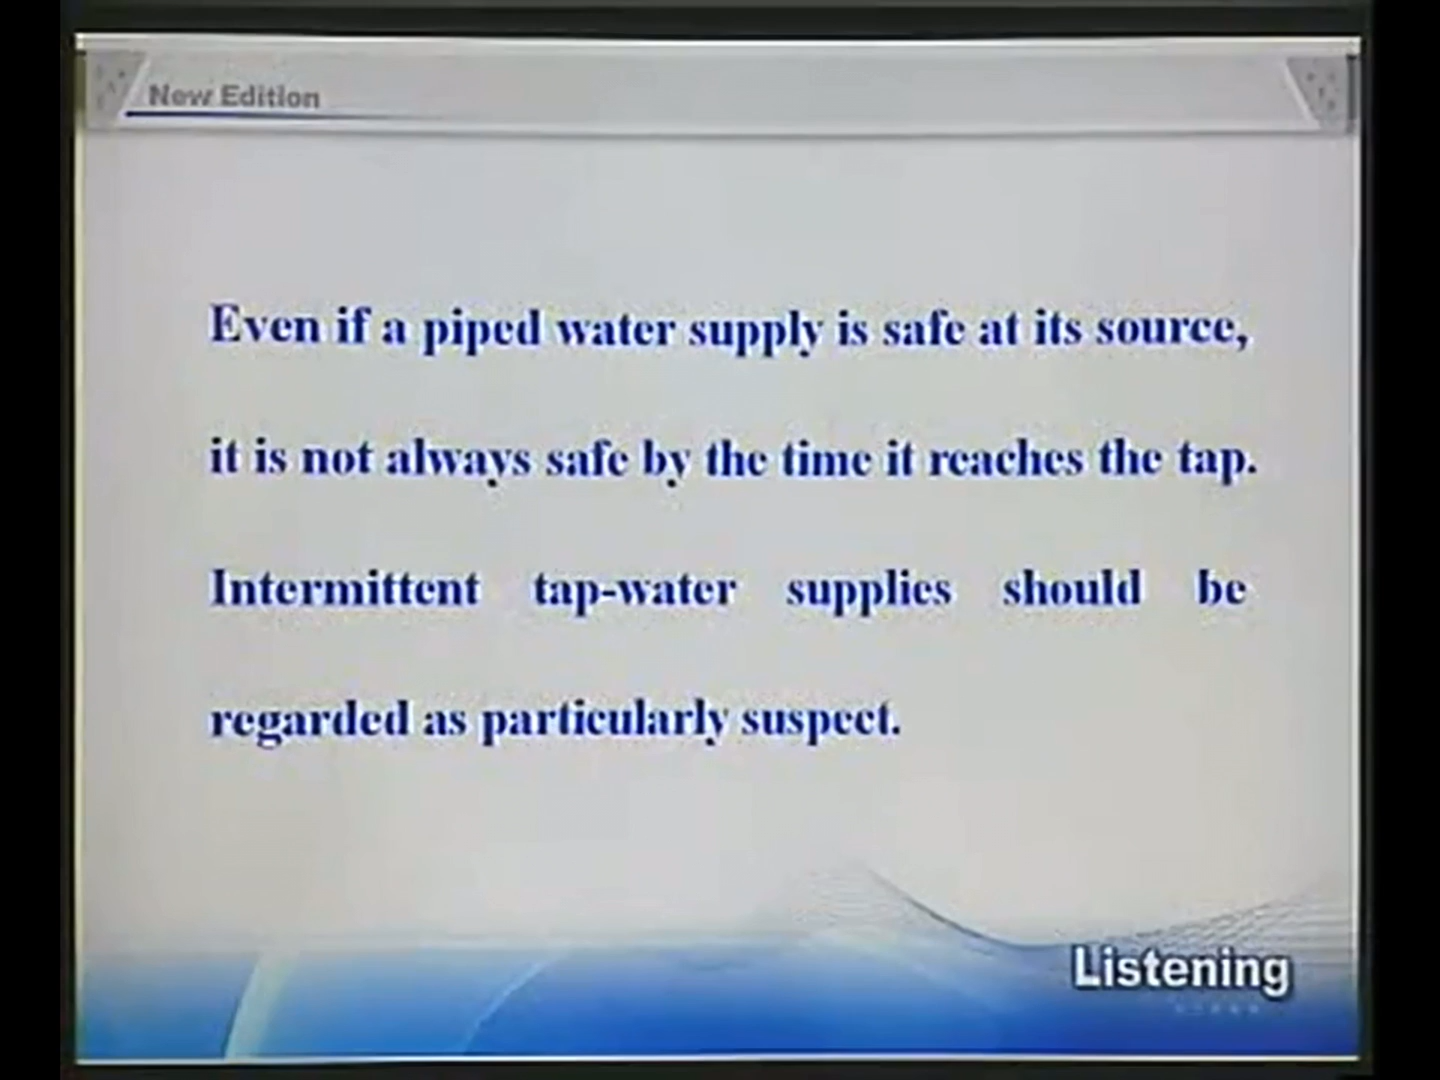 New Edition
Even if a piped water supply is safe at its source,
it is not always safe by the time it reaches the tap.
Intermittent tap-water supplies should be
regarded as particularly suspect.
Listening